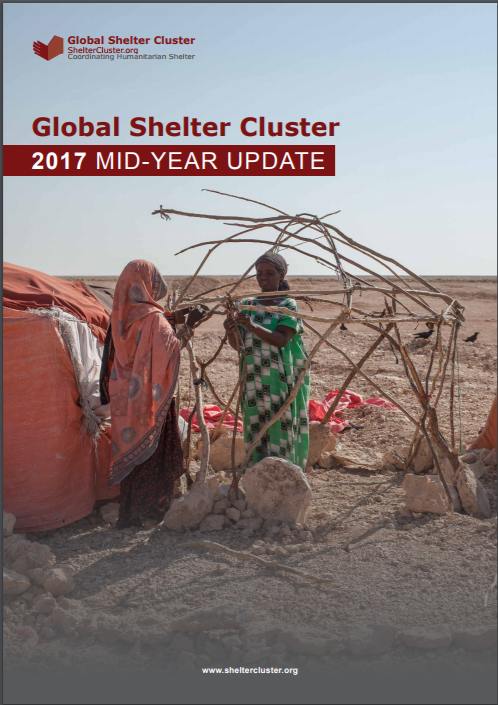 Global Shelter Cluster
ShelterCluster.org
Coordinating Humanitarian Shelter
Global Shelter Cluster
2017 MID-YEAR UPDATE
www.sheltercluster.org